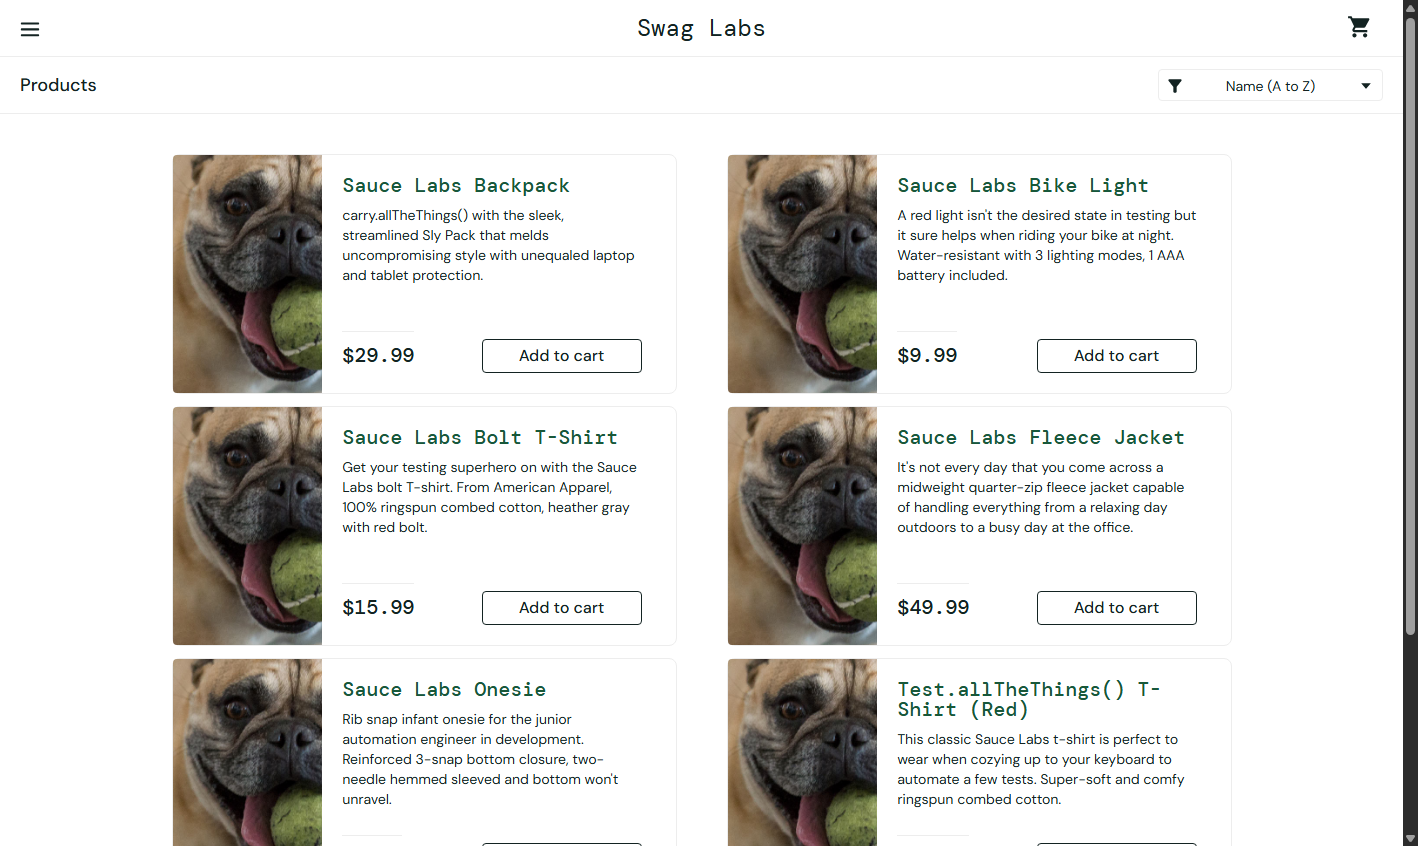 Swag Labs
Products
Name (A to Z)
Sauce Labs Backpack
carry.allTheThings() with the sleek,
streamlined Sly Pack that melds
uncompromising style with unequaled laptop
and tablet protection.
$29.99
Add to cart
Sauce Labs Bike Light
A red light isn't the desired state in testing but
it sure helps when riding your bike at night.
Water-resistant with 3 lighting modes, 1 AAA
battery included.
$9.99
Add to cart
Sauce Labs Bolt T-Shirt
Get your testing superhero on with the Sauce
Labs bolt T-shirt. From American Apparel,
100% ringspun combed cotton, heather gray
with red bolt.
$15.99
Add to cart
Sauce Labs Fleece Jacket
It's not every day that you come across a
midweight quarter-zip fleece jacket capable
of handling everything from a relaxing day
outdoors to a busy day at the office.
$49.99
Add to cart
Sauce Labs Onesie
Rib snap infant onesie for the junior
automation engineer in development.
Reinforced 3-snap bottom closure, two-
needle hemmed sleeved and bottom won't
unravel.
Test.allTheThings() T-
Shirt (Red)
This classic Sauce Labs t-shirt is perfect to
wear when cozying up to your keyboard to
automate a few tests. Super-soft and comfy
ringspun combed cotton.